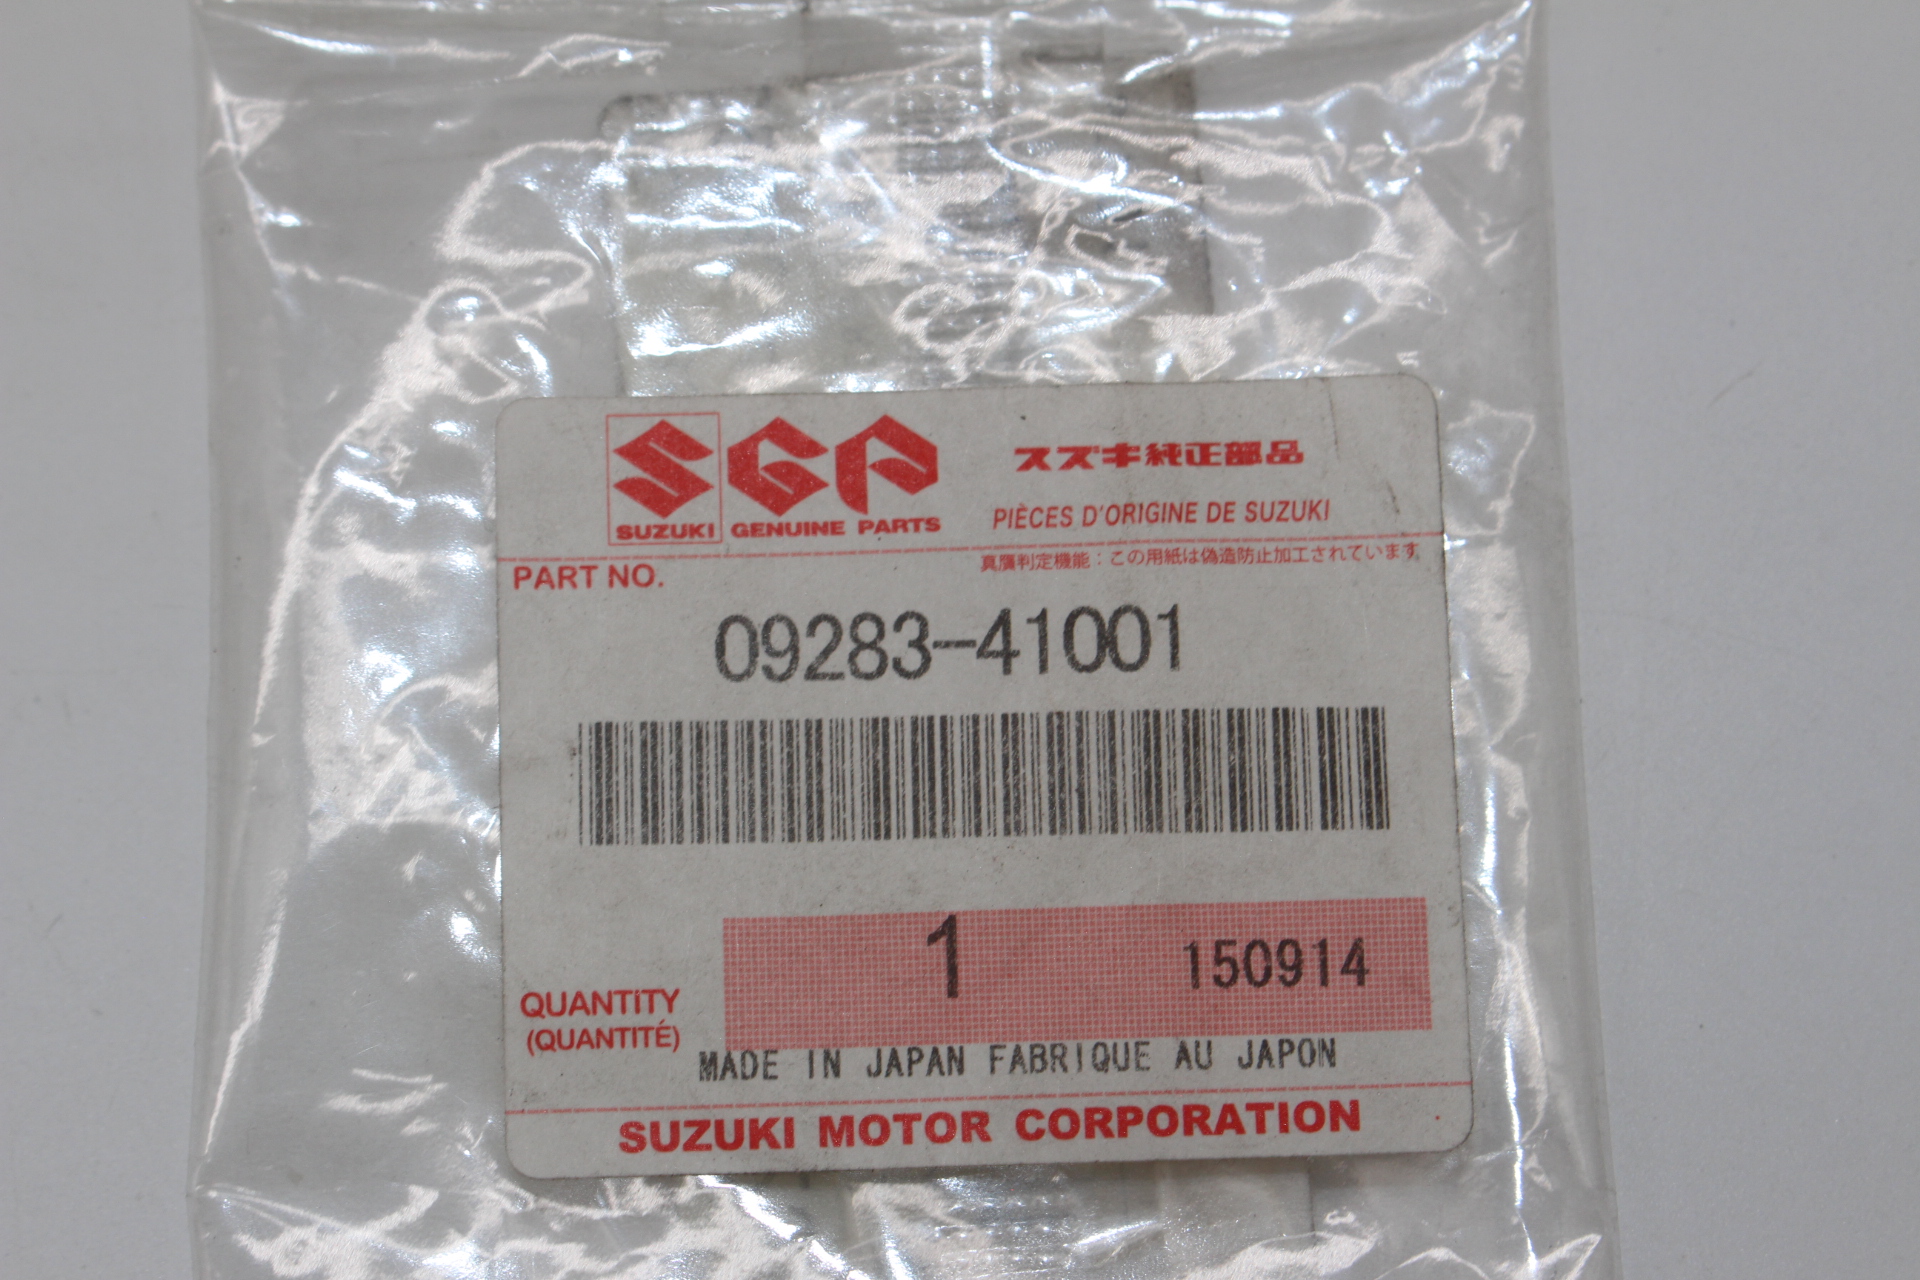 SGP
スズキ純正部品
SUZUKI GENUINE PARTS
PIÈCES D'ORIGINE DE SUZUKI
真贋判定機能：この用紙は偽造防止加工されています
PART NO.
09283-41001
1
150914
QUANTITY
(QUANTITÉ)
MADE IN JAPAN FABRIQUE AU JAPON
SUZUKI MOTOR CORPORATION